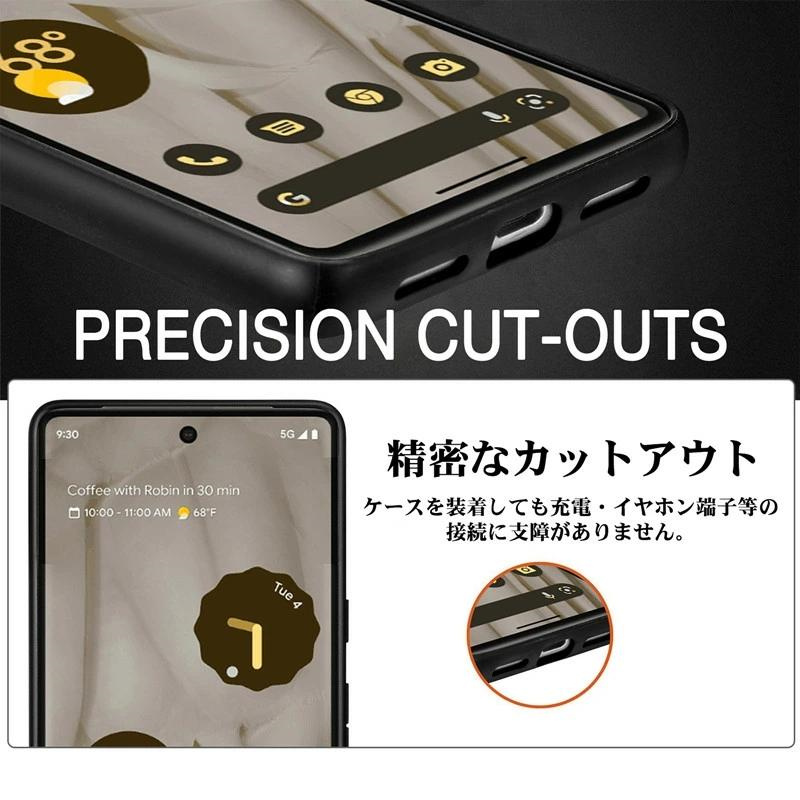 68°
G
PRECISION CUT-OUTS
9:30
5G
Coffee with Robin in 30 min
10:00 - 11:00 AM 68°F
Tue 4
精密なカットアウト
ケースを装着しても充電・イヤホン端子等の
接続に支障がありません。